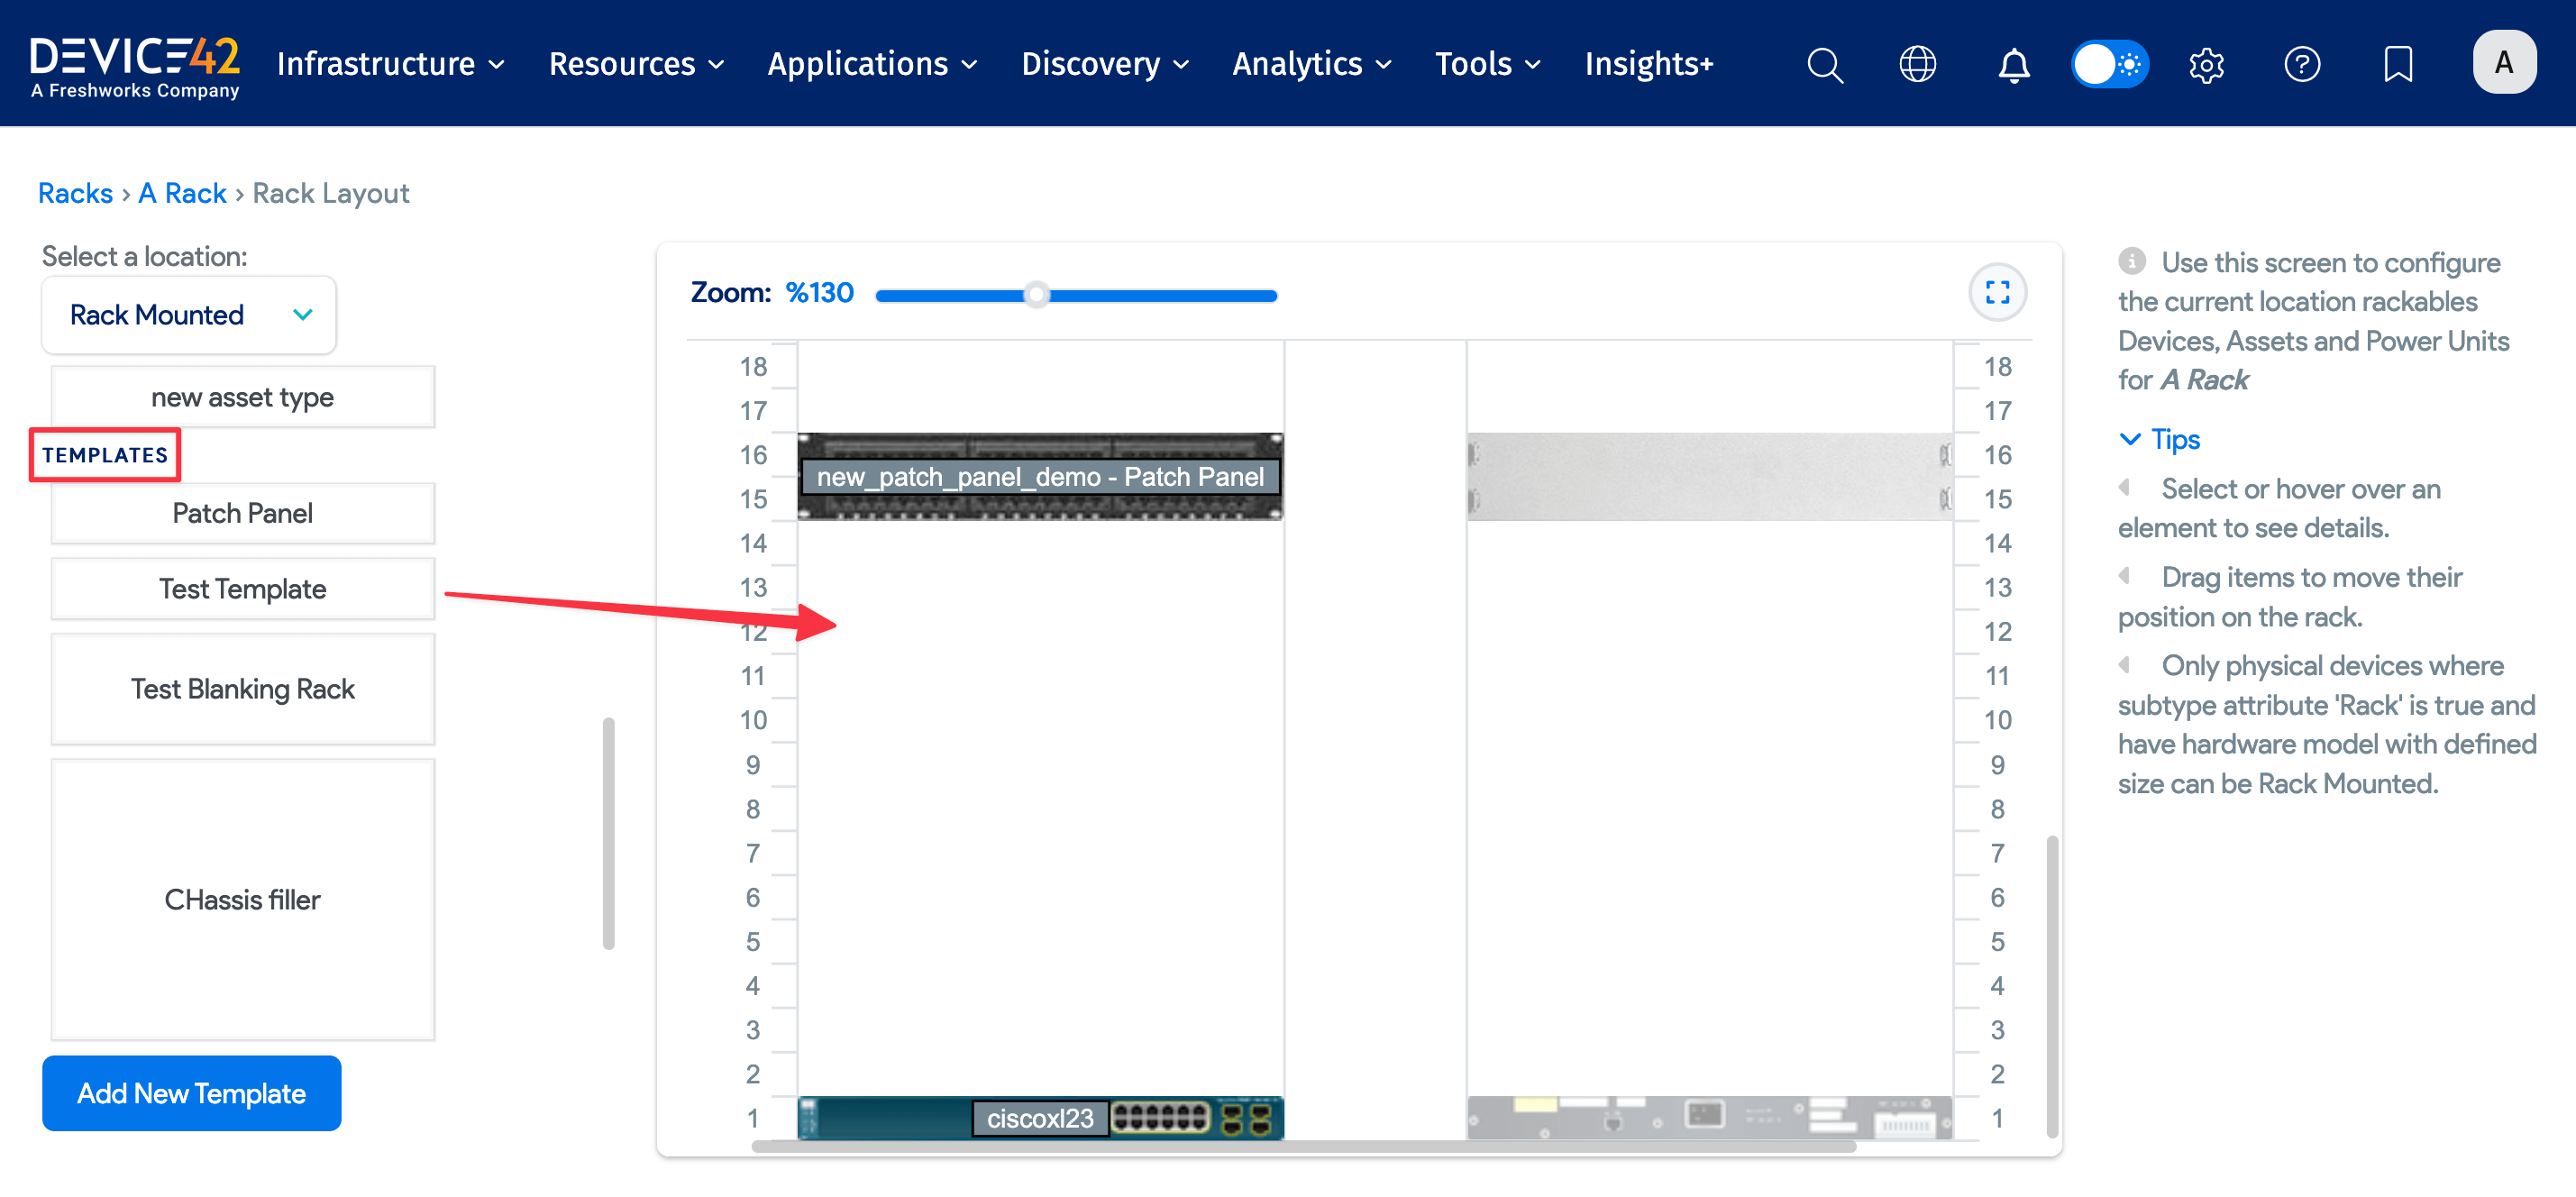 DEVICE42
A Freshworks Company
Infrastructure
Resources
Applications
Discovery
Analytics
Tools
Insights+
A
Racks › A Rack › Rack Layout
Select a location:
Rack Mounted
new asset type
TEMPLATES
Patch Panel
Test Template
Test Blanking Rack
CHassis filler
Add New Template
Zoom: %130
18
17
16
15
14
13
12
11
10
9
8
7
6
5
4
3
2
1
new_patch_panel_demo - Patch Panel
ciscoxl23
18
17
16
15
14
13
12
11
10
9
8
7
6
5
4
3
2
1
Use this screen to configure
the current location rackables
Devices, Assets and Power Units
for A Rack
Tips
Select or hover over an
element to see details.
Drag items to move their
position on the rack.
Only physical devices where
subtype attribute 'Rack' is true and
have hardware model with defined
size can be Rack Mounted.